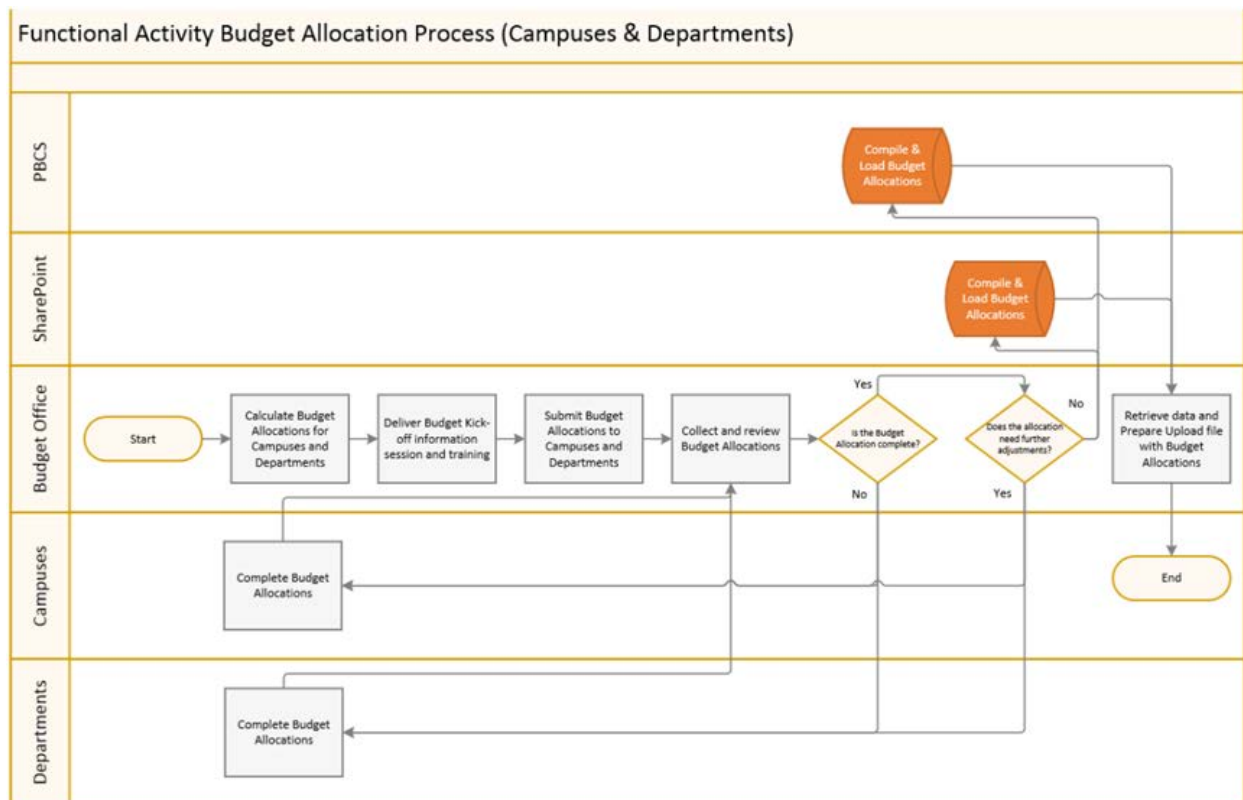 Functional Activity Budget Allocation Process (Campuses & Departments)
PBCS
Compile &
Load Budget
Allocations
SharePoint
Compile &
Load Budget
Allocations
Budget Office
Start
Calculate Budget
Allocations for
Campuses and
Departments
Deliver Budget Kick-
off information
session and training
Submit Budget
Allocations to
Campuses and
Departments
Collect and review
Budget Allocations
Yes
Is the Budget
Allocation complete?
No
Does the allocation
need further
adjustments?
No
Yes
Retrieve data and
Prepare Upload file
with Budget
Allocations
Campuses
Complete Budget
Allocations
End
Departments
Complete Budget
Allocations